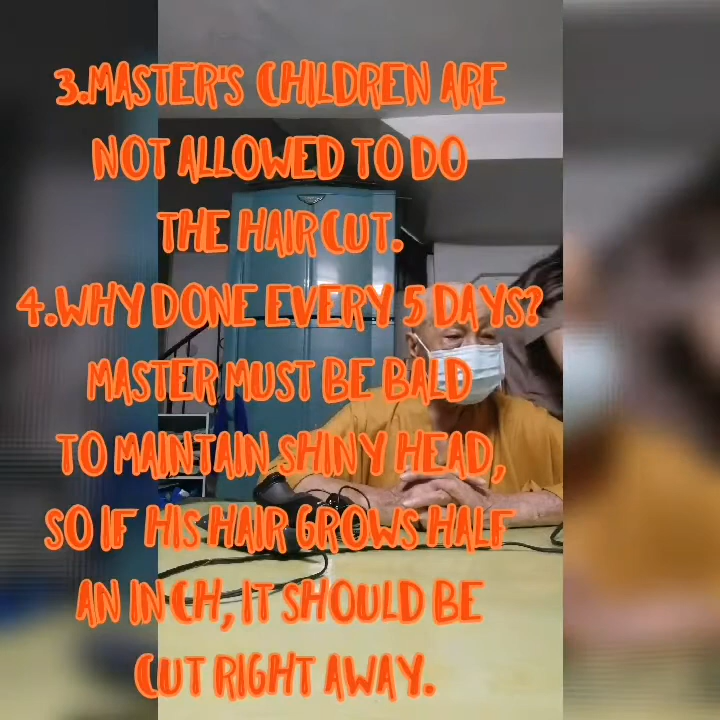 3.MASTER'S CHILDREN ARE
NOT ALLOWED TO DO
THE HAIR CUT.
4.WHY DONE EVERY 5 DAYS?
MASTER MUST BE BALD
TO MAINTAIN SHINY HEAD,
SO IF HIS HAIR GROWS HALF
AN INCH, IT SHOULD BE
CUT RIGHT AWAY.